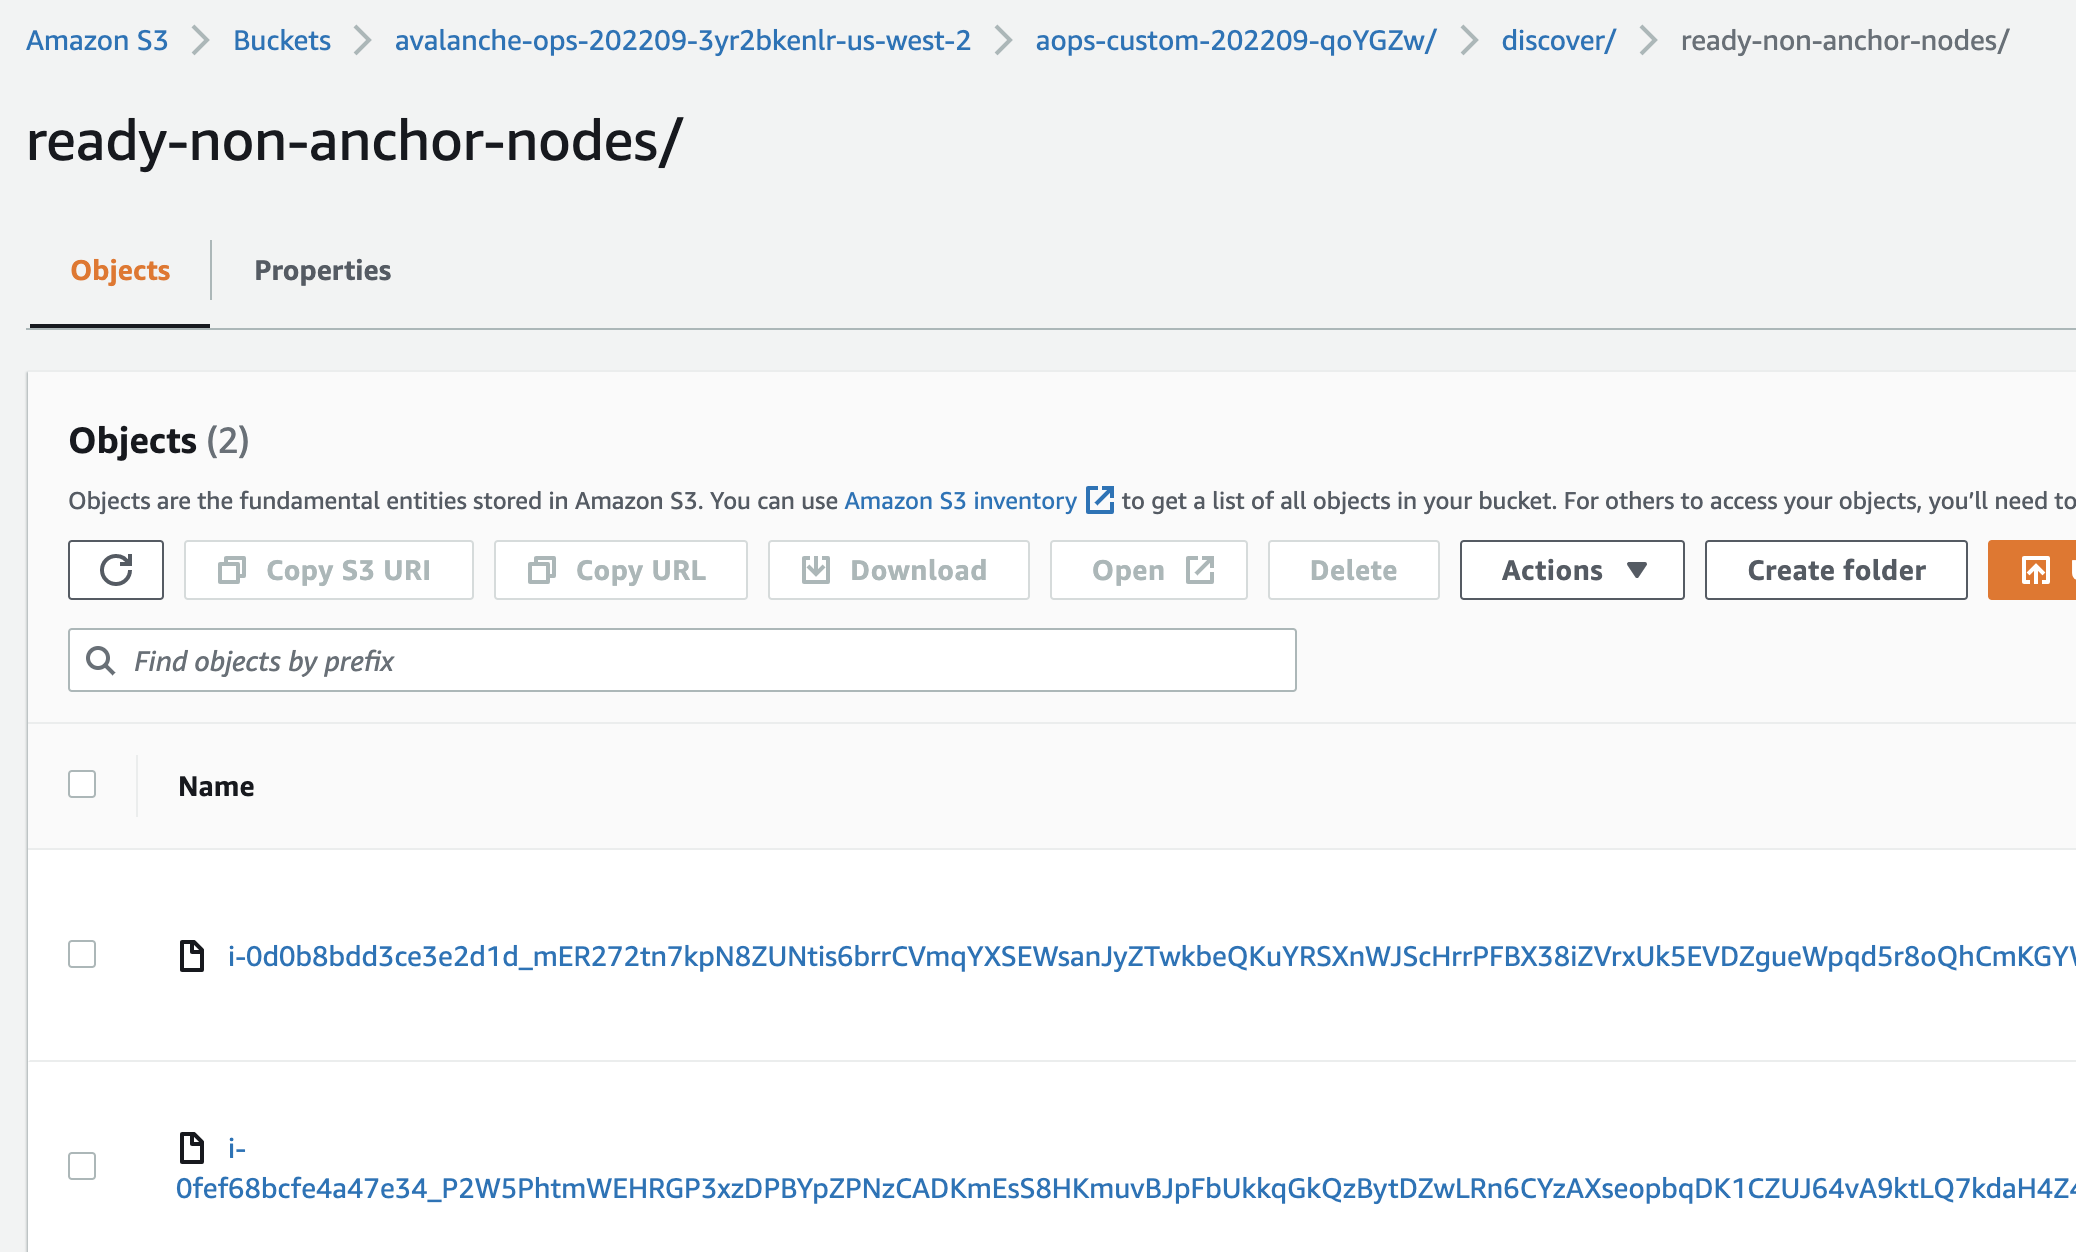 Amazon S3 > Buckets > avalanche-ops-202209-3yr2bkenlr-us-west-2 > aops-custom-202209-qoYGZw/ > discover/ > ready-non-anchor-nodes/
ready-non-anchor-nodes/
Objects Properties
Objects (2)
Objects are the fundamental entities stored in Amazon S3. You can use Amazon S3 inventory to get a list of all objects in your bucket. For others to access your objects, you'll need to
Copy S3 URI Copy URL Download Open Delete Actions Create folder
Find objects by prefix
Name
i-0d0b8bdd3ce3e2d1d_mER272tn7kpN8ZUNtis6brrCVmqYXSEWsanJyZTwkbeQKuYRSXnWJScHrrPFBX38iZVrxUk5EVDZgueWpqd5r8oQhCmKGY
i-
0fef68bcfe4a47e34_P2W5PhtmWEHRGP3xzDPBYpZPNzCADKmEsS8HKmuvBJpFbUkkqGkQzBytDZwLRn6CYzAXseopbqDK1CZUJ64vA9ktLQ7kdaH4Z4